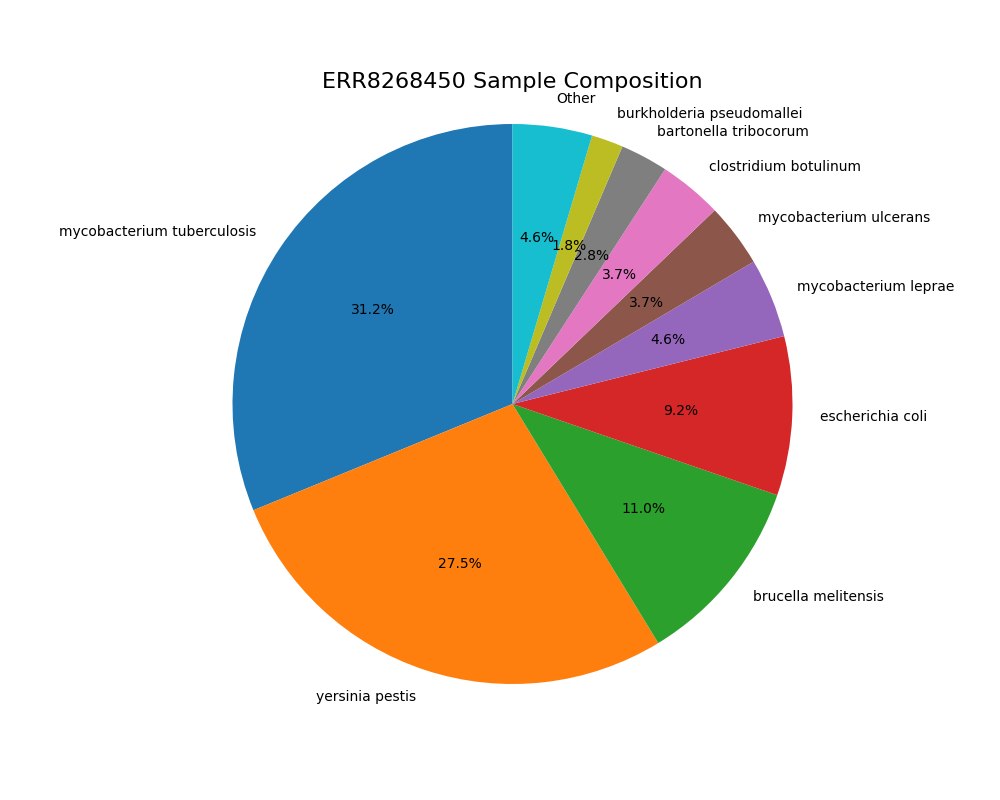 ERR8268450 Sample Composition
Other
burkholderia pseudomallei
bartonella tribocorum
clostridium botulinum
mycobacterium ulcerans
mycobacterium tuberculosis
4.6%
1.8%
2.8%
3.7%
mycobacterium leprae
3.7%
31.2%
4.6%
9.2%
escherichia coli
11.0%
27.5%
brucella melitensis
yersinia pestis